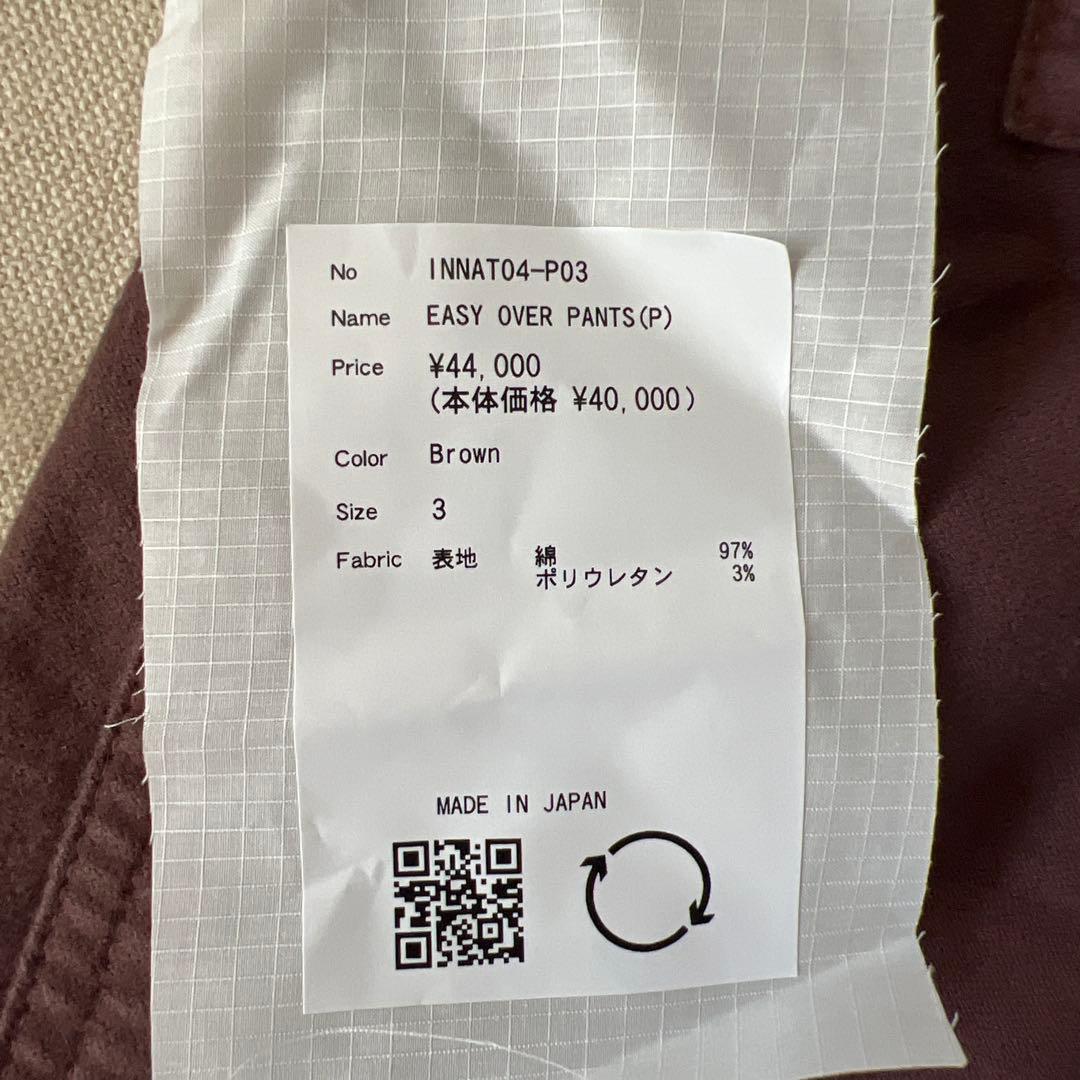 No INNAT04-P03
Name EASY OVER PANTS(P)
Price ¥44,000
(本体価格 ¥40,000)
Color Brown
Size 3
Fabric 表地 綿 97%
ポリウレタン 3%
MADE IN JAPAN